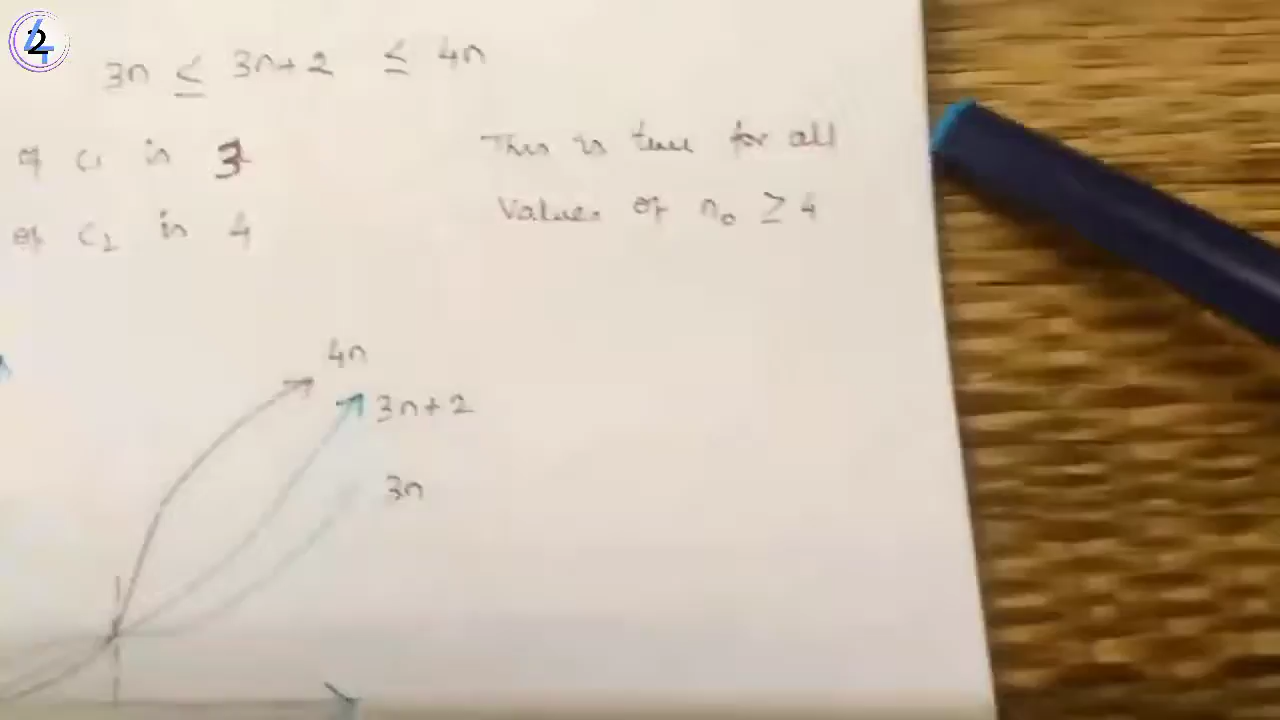 24
3n ≤ 3n+2 ≤ 4n
of C1 is 3
of C2 is 4
This is true for all
Values of n₀ ≥ 4
4n
3n+2
3n